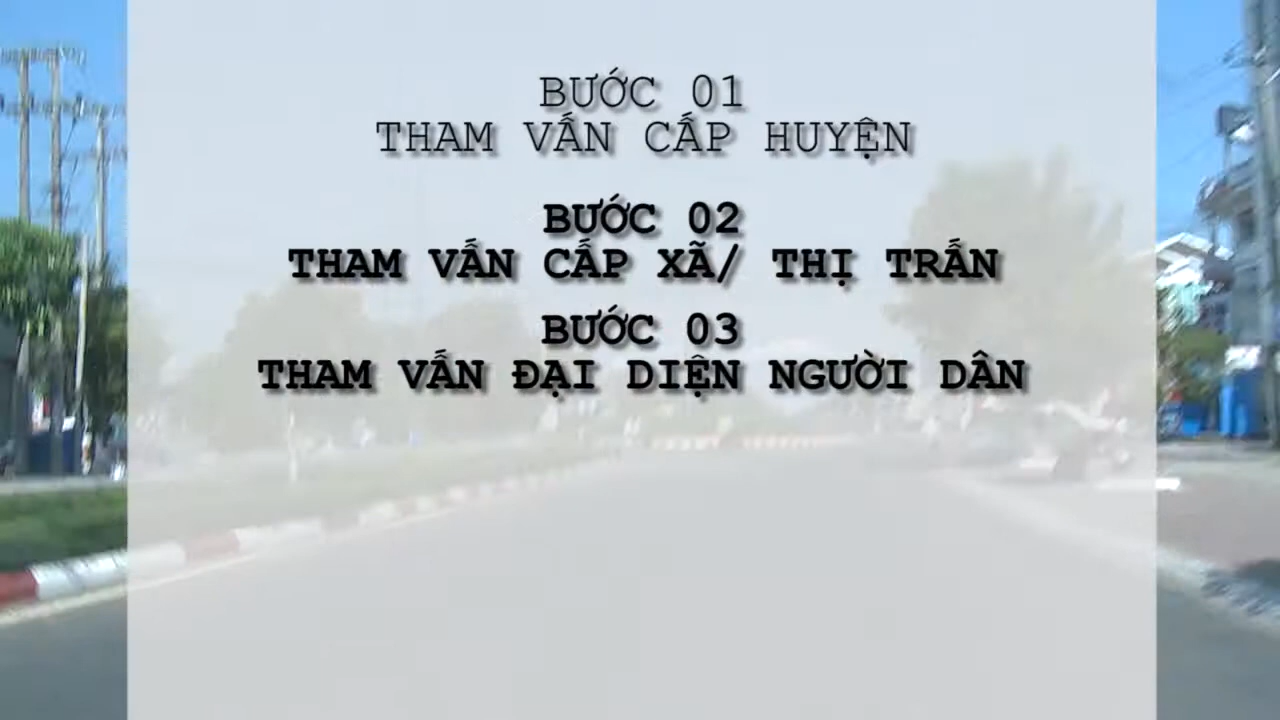 BƯỚC 01
THAM VẤN CẤP HUYỆN
BƯỚC 02
THAM VẤN CẤP XÃ/ THỊ TRẤN
BƯỚC 03
THAM VẤN ĐẠI DIỆN NGƯỜI DÂN